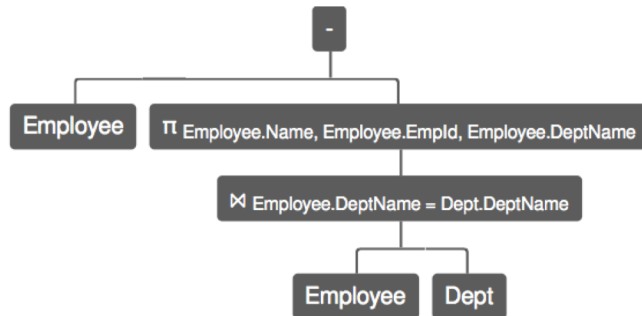 -
Employee
π Employee.Name, Employee.EmpId, Employee.DeptName
⋈ Employee.DeptName = Dept.DeptName
Employee
Dept